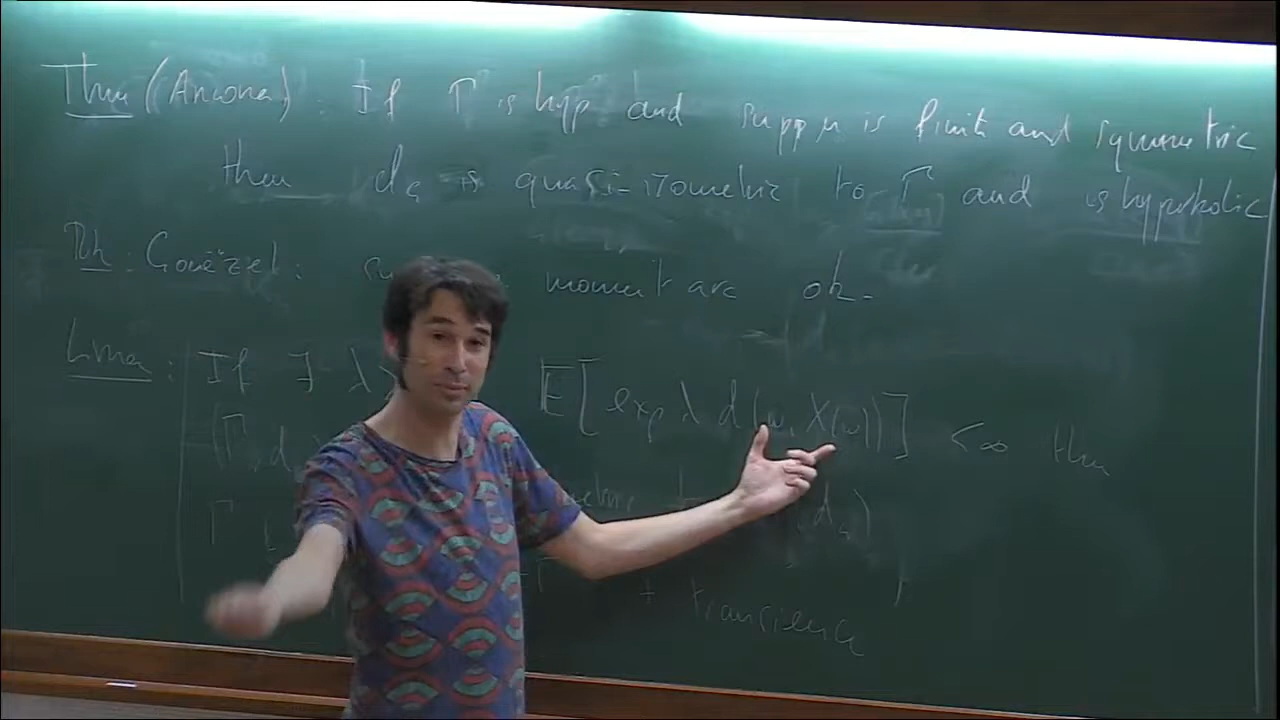 Thm (Ancona): If Γ is hyp and supp μ is finite and symmetric
then d_G is quasi-isometric to Γ and is hyperbolic
Rk: Gouëzel: moment are ok.
Lma: If ∃ λ E[exp λ d(w, X(w))] < ∞ then
(Γ, d
Γ , d_G)
Γ + transience